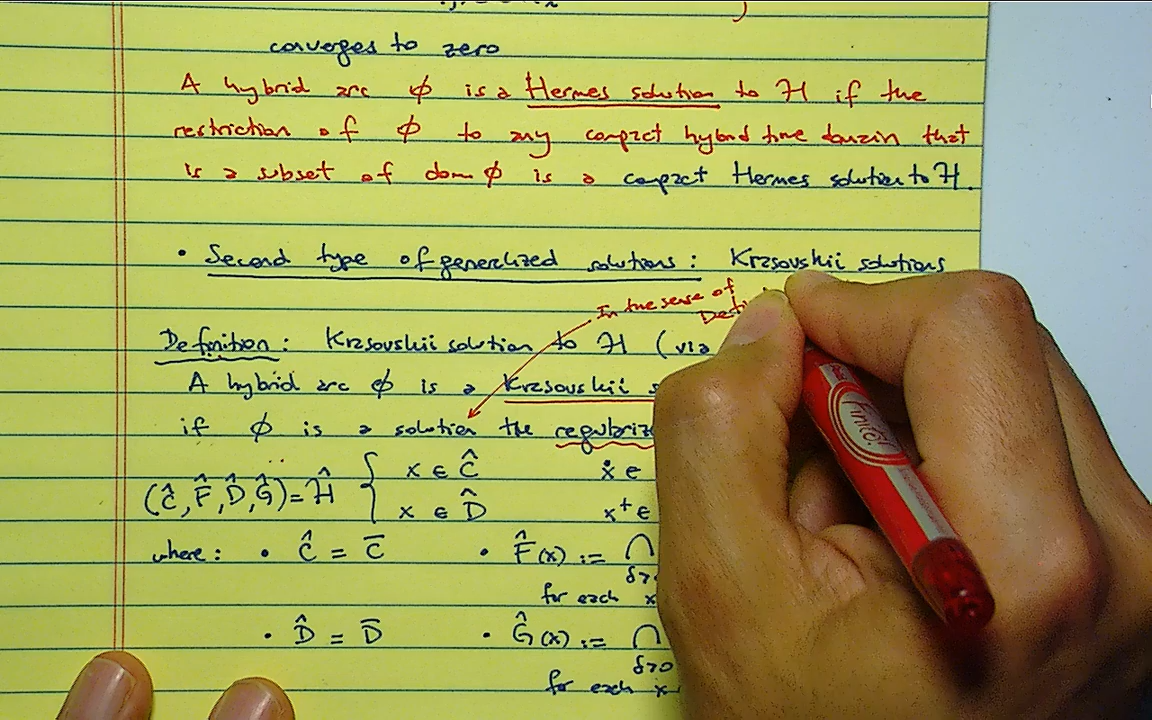 converges to zero
A hybrid arc ϕ is a Hermes solution to H if the
restriction of ϕ to any compact hybrid time domain that
is a subset of dom ϕ is a compact Hermes solution to H.
• Second type of generalized solutions: Krasovskii solutions
In the sense of
Definition: Krasovskii solution to H (via
A hybrid arc ϕ is a Krasovskii
if ϕ is a solution the
(Ĉ, F̂, D̂, Ĝ) = Ĥ { x ∈ Ĉ ẋ ∈
x ∈ D̂ x⁺ ∈
where: • Ĉ = C̅ • F̂(x) := ∩
δ>0
for each x
• D̂ = D̅ • Ĝ(x) := ∩
δ>0
for each x
Finito!